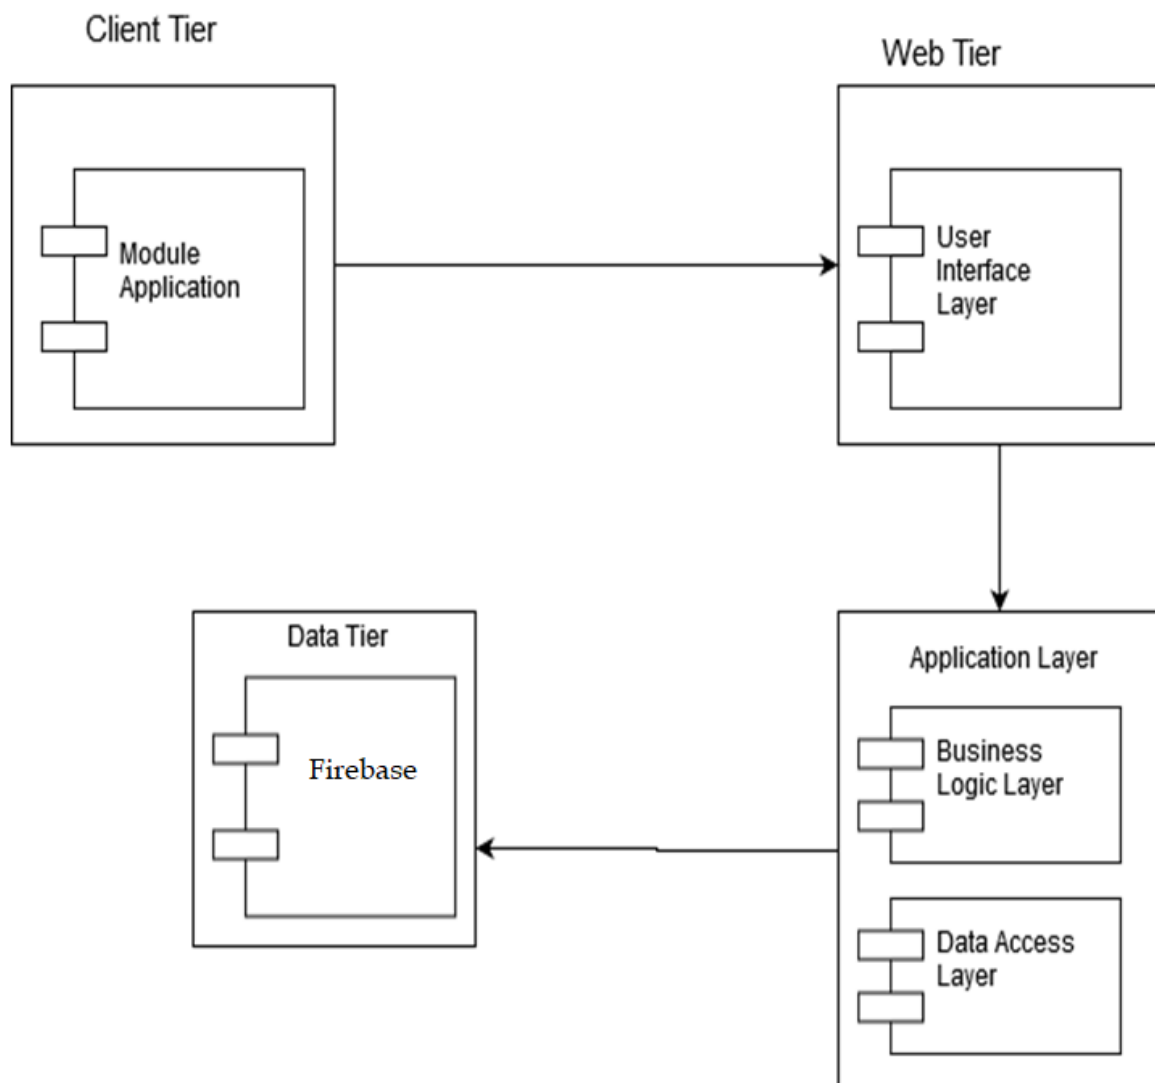 Client Tier
Web Tier
Module
Application
User
Interface
Layer
Data Tier
Firebase
Application Layer
Business
Logic Layer
Data Access
Layer